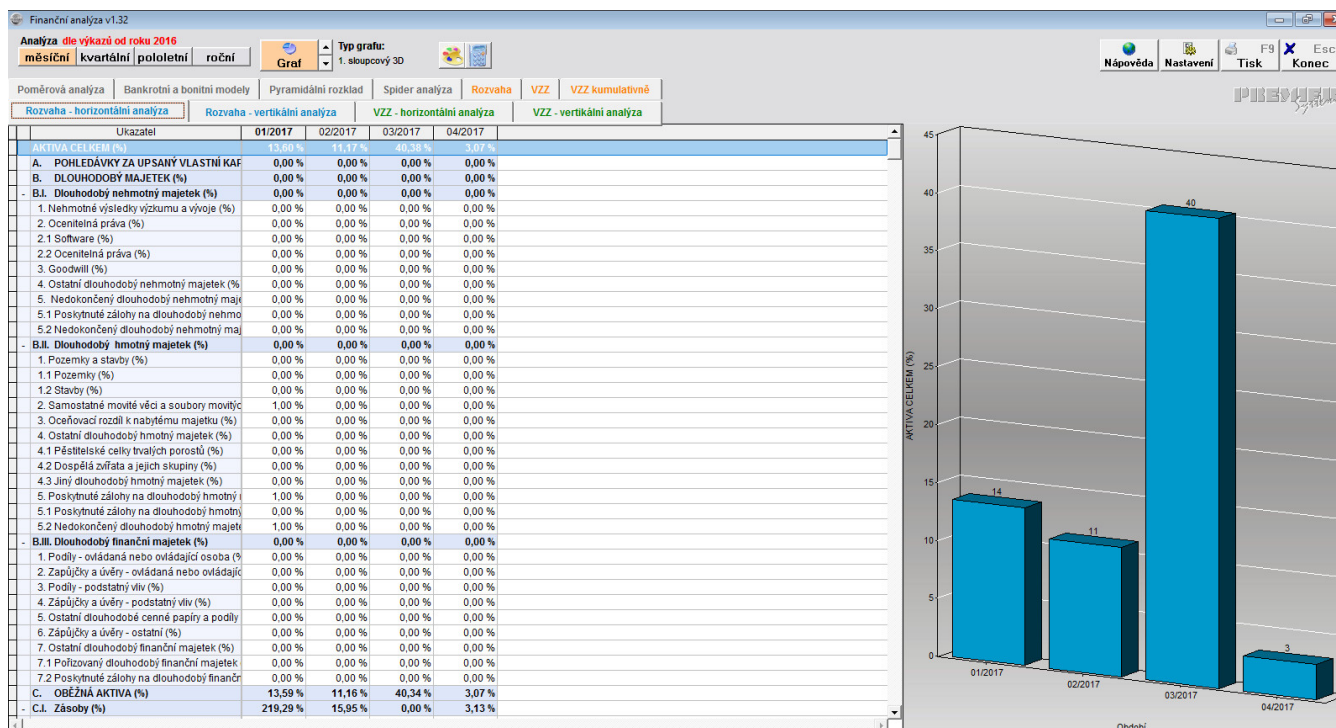 Finanční analýza v1.32
Analýza dle výkazů od roku 2016
měsíční kvartální pololetní roční
Graf
Typ grafu:
1. sloupcový 3D
Nápověda Nastavení F9 Tisk Esc Konec
Poměrová analýza Bankrotní a bonitní modely Pyramidální rozklad Spider analýza Rozvaha VZZ VZZ kumulativně
Rozvaha - horizontální analýza Rozvaha - vertikální analýza VZZ - horizontální analýza VZZ - vertikální analýza
Ukazatel 01/2017 02/2017 03/2017 04/2017
AKTIVA CELKEM (%) 13,60 % 11,17 % 40,38 % 3,07 %
A. POHLEDÁVKY ZA UPSANÝ VLASTNÍ KAP 0,00 % 0,00 % 0,00 % 0,00 %
B. DLOUHODOBÝ MAJETEK (%) 0,00 % 0,00 % 0,00 % 0,00 %
- B.I. Dlouhodobý nehmotný majetek (%) 0,00 % 0,00 % 0,00 % 0,00 %
1. Nehmotné výsledky výzkumu a vývoje (%) 0,00 % 0,00 % 0,00 % 0,00 %
2. Ocenitelná práva (%) 0,00 % 0,00 % 0,00 % 0,00 %
2.1 Software (%) 0,00 % 0,00 % 0,00 % 0,00 %
2.2 Ocenitelná práva (%) 0,00 % 0,00 % 0,00 % 0,00 %
3. Goodwill (%) 0,00 % 0,00 % 0,00 % 0,00 %
4. Ostatní dlouhodobý nehmotný majetek (% 0,00 % 0,00 % 0,00 % 0,00 %
5. Nedokončený dlouhodobý nehmotný maje 0,00 % 0,00 % 0,00 % 0,00 %
5.1 Poskytnuté zálohy na dlouhodobý nehmo 0,00 % 0,00 % 0,00 % 0,00 %
5.2 Nedokončený dlouhodobý nehmotný maj 0,00 % 0,00 % 0,00 % 0,00 %
- B.II. Dlouhodobý hmotný majetek (%) 0,00 % 0,00 % 0,00 % 0,00 %
1. Pozemky a stavby (%) 0,00 % 0,00 % 0,00 % 0,00 %
1.1 Pozemky (%) 0,00 % 0,00 % 0,00 % 0,00 %
1.2 Stavby (%) 0,00 % 0,00 % 0,00 % 0,00 %
2. Samostatné movité věci a soubory movitýc 1,00 % 0,00 % 0,00 % 0,00 %
3. Oceňovací rozdíl k nabytému majetku (%) 0,00 % 0,00 % 0,00 % 0,00 %
4. Ostatní dlouhodobý hmotný majetek (%) 0,00 % 0,00 % 0,00 % 0,00 %
4.1 Pěstitelské celky trvalých porostů (%) 0,00 % 0,00 % 0,00 % 0,00 %
4.2 Dospělá zvířata a jejich skupiny (%) 0,00 % 0,00 % 0,00 % 0,00 %
4.3 Jiný dlouhodobý hmotný majetek (%) 0,00 % 0,00 % 0,00 % 0,00 %
5. Poskytnuté zálohy na dlouhodobý hmotný 1,00 % 0,00 % 0,00 % 0,00 %
5.1 Poskytnuté zálohy na dlouhodobý hmotný 0,00 % 0,00 % 0,00 % 0,00 %
5.2 Nedokončený dlouhodobý hmotný majete 1,00 % 0,00 % 0,00 % 0,00 %
- B.III. Dlouhodobý finanční majetek (%) 0,00 % 0,00 % 0,00 % 0,00 %
1. Podíly - ovládaná nebo ovládající osoba (% 0,00 % 0,00 % 0,00 % 0,00 %
2. Zapůjčky a úvěry - ovládaná nebo ovládajíc 0,00 % 0,00 % 0,00 % 0,00 %
3. Podíly - podstatný vliv (%) 0,00 % 0,00 % 0,00 % 0,00 %
4. Zápůjčky a úvěry - podstatný vliv (%) 0,00 % 0,00 % 0,00 % 0,00 %
5. Ostatní dlouhodobé cenné papíry a podíly 0,00 % 0,00 % 0,00 % 0,00 %
6. Zápůjčky a úvěry - ostatní (%) 0,00 % 0,00 % 0,00 % 0,00 %
7. Ostatní dlouhodobý finanční majetek (%) 0,00 % 0,00 % 0,00 % 0,00 %
7.1 Pořizovaný dlouhodobý finanční majetek 0,00 % 0,00 % 0,00 % 0,00 %
7.2 Poskytnuté zálohy na dlouhodobý finančn 0,00 % 0,00 % 0,00 % 0,00 %
C. OBĚŽNÁ AKTIVA (%) 13,59 % 11,16 % 40,34 % 3,07 %
- C.I. Zásoby (%) 219,29 % 15,95 % 0,00 % 3,13 %
45
40
35
30
25
20
15
10
5
0
AKTIVA CELKEM (%)
14
11
40
3
01/2017
02/2017
03/2017
04/2017
Období